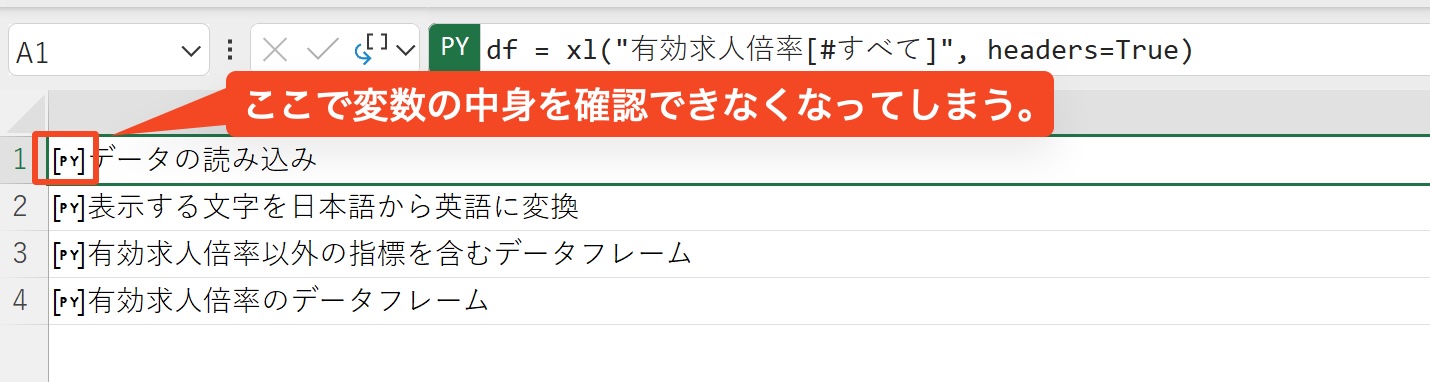 A1
PY df = xl("有効求人倍率[#すべて]", headers=True)
ここで変数の中身を確認できなくなってしまう。
1 [PY]データの読み込み
2 [PY]表示する文字を日本語から英語に変換
3 [PY]有効求人倍率以外の指標を含むデータフレーム
4 [PY]有効求人倍率のデータフレーム